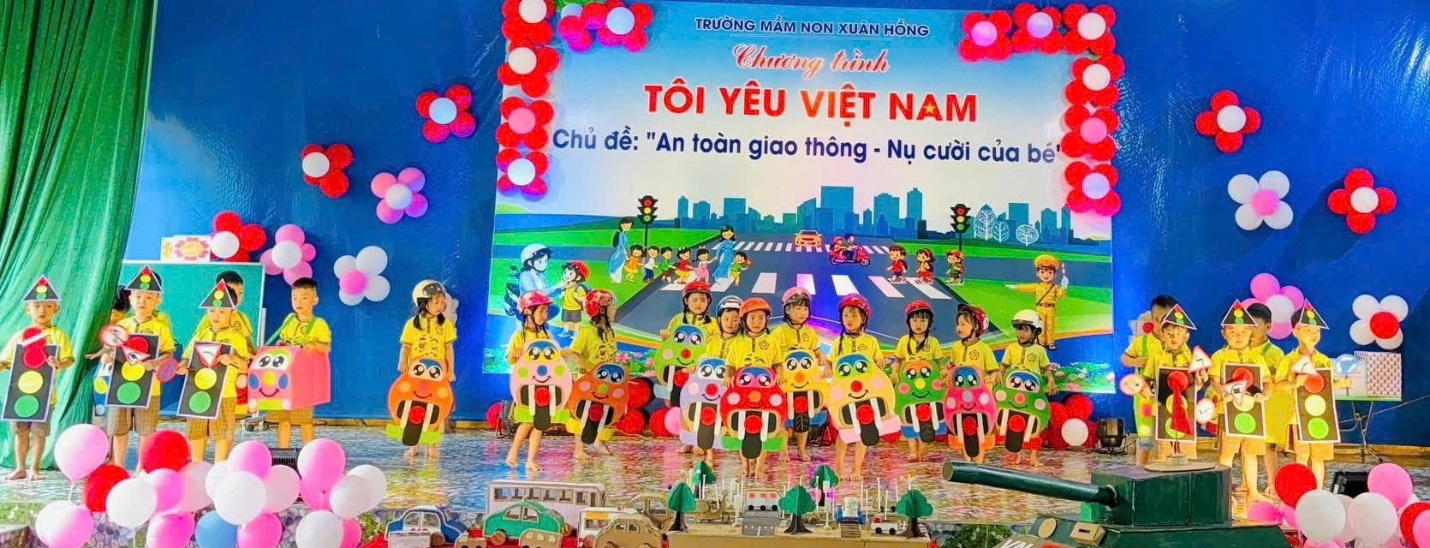 TRƯỜNG MẦM NON XUÂN HỒNG
Chương trình
TÔI YÊU VIỆT NAM
Chủ đề: "An toàn giao thông - Nụ cười của bé"
VN